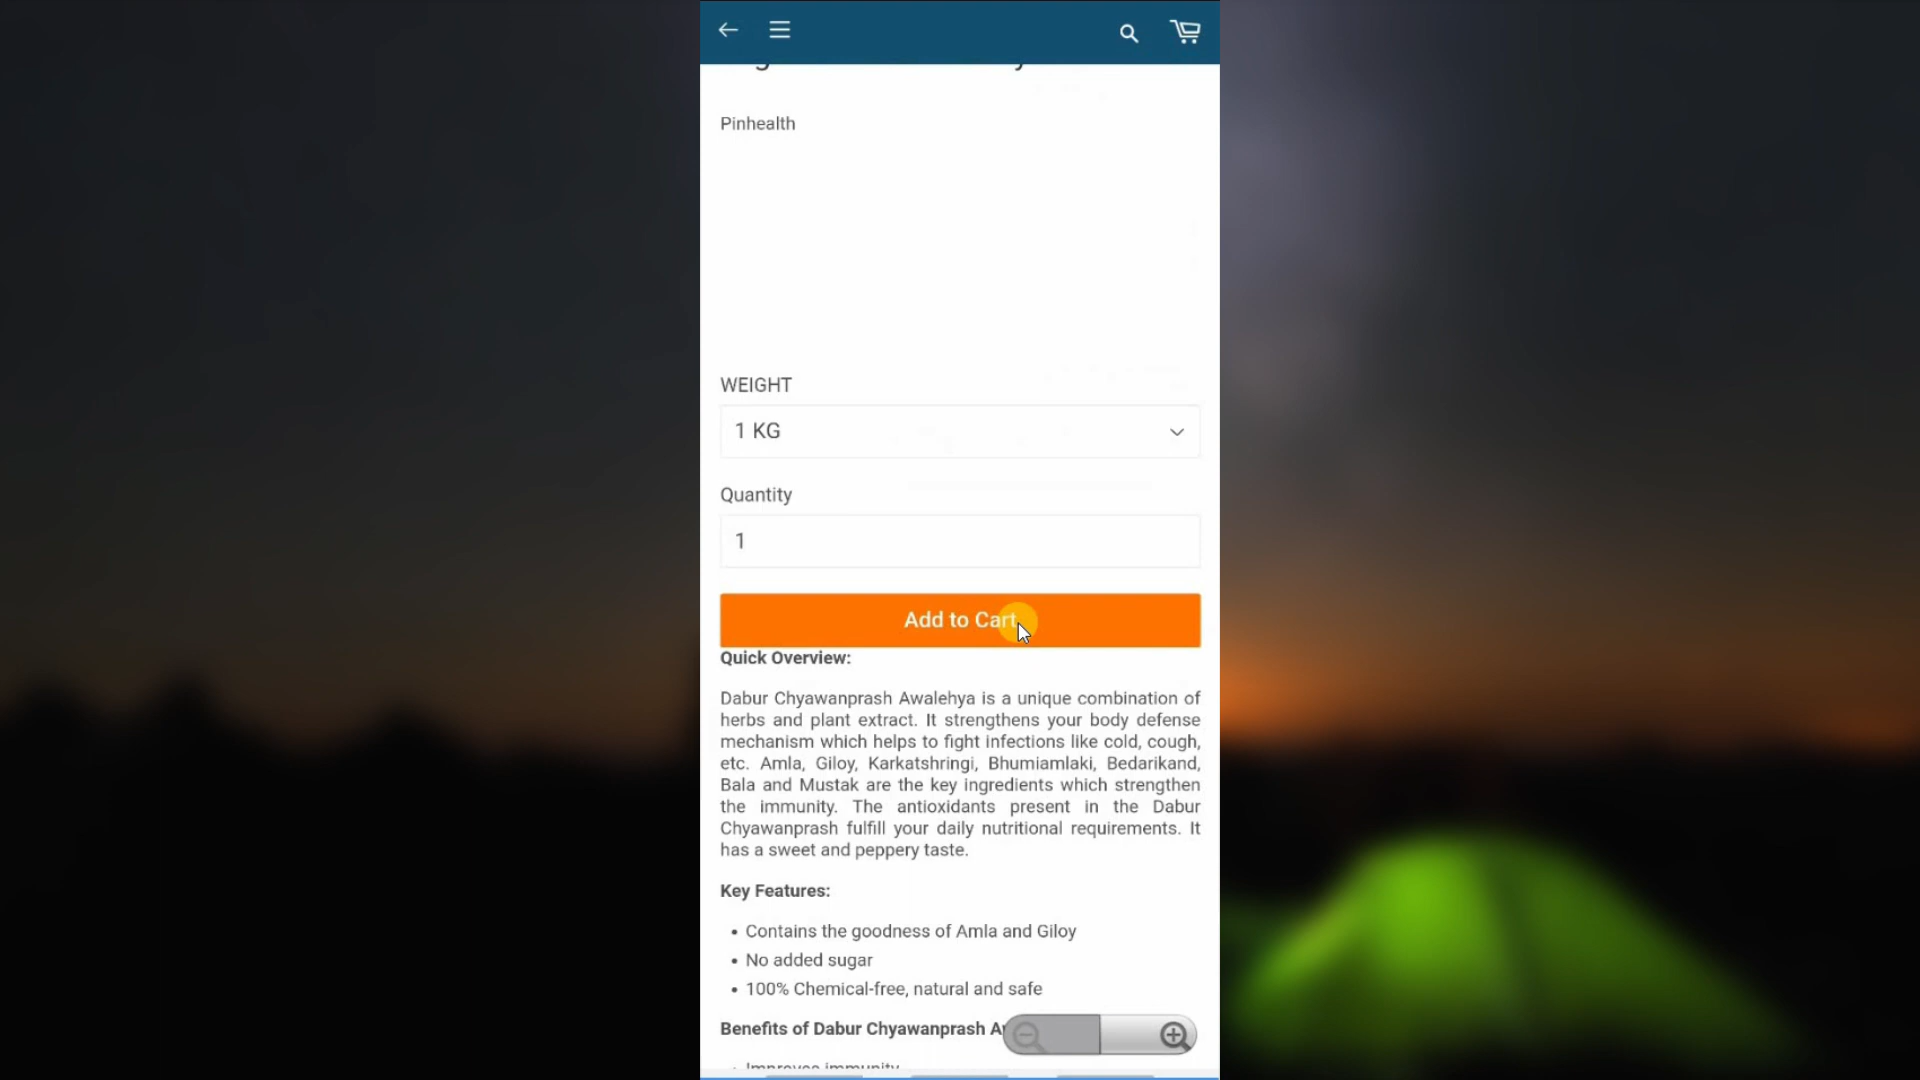 Pinhealth
WEIGHT
1 KG
Quantity
1
Add to Cart
Quick Overview:
Dabur Chyawanprash Awalehya is a unique combination of
herbs and plant extract. It strengthens your body defense
mechanism which helps to fight infections like cold, cough,
etc. Amla, Giloy, Karkatshringi, Bhumiamlaki, Bedarikand,
Bala and Mustak are the key ingredients which strengthen
the immunity. The antioxidants present in the Dabur
Chyawanprash fulfill your daily nutritional requirements. It
has a sweet and peppery taste.
Key Features:
• Contains the goodness of Amla and Giloy
• No added sugar
• 100% Chemical-free, natural and safe
Benefits of Dabur Chyawanprash
• Improves immunity